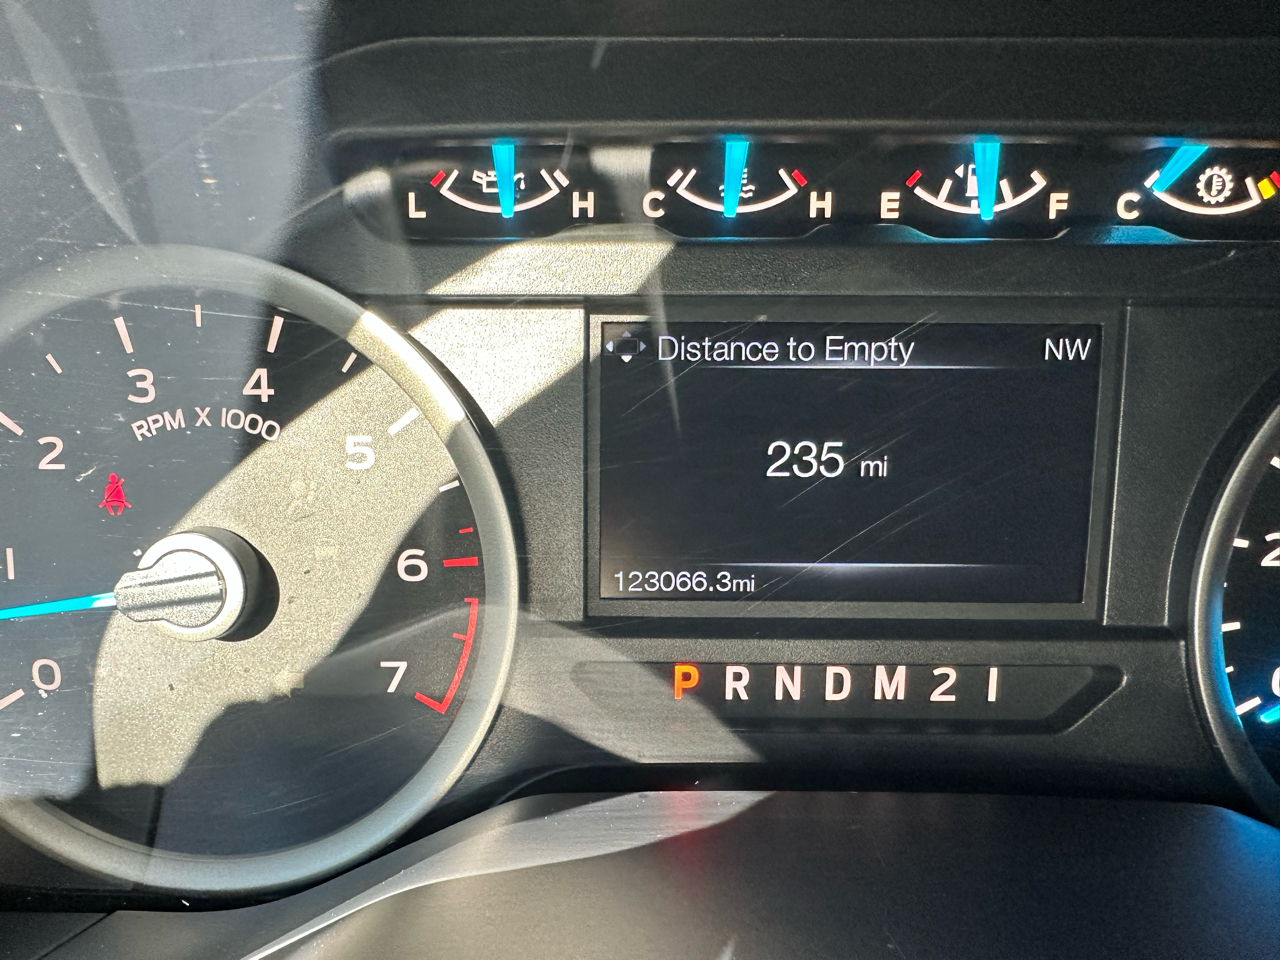 L H C H E F C
Distance to Empty NW
235 mi
123066.3mi
P R N D M 2 1
0 1 2 3 4 5 6 7
RPM X 1000
2